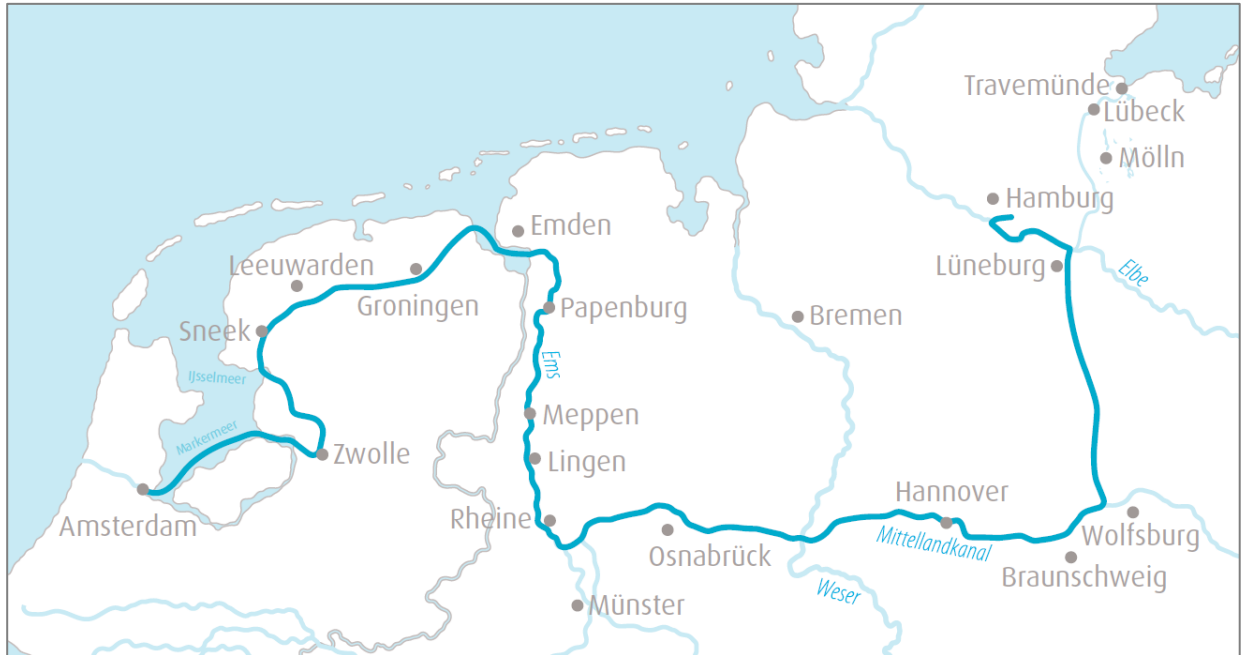 Travemünde
Lübeck
Mölln
Hamburg
Emden
Leeuwarden
Lüneburg
Elbe
Groningen
Papenburg
Bremen
Sneek
Ems
IJsselmeer
Meppen
Markermeer
Zwolle
Lingen
Hannover
Amsterdam
Rheine
Mittellandkanal
Wolfsburg
Osnabrück
Braunschweig
Weser
Münster